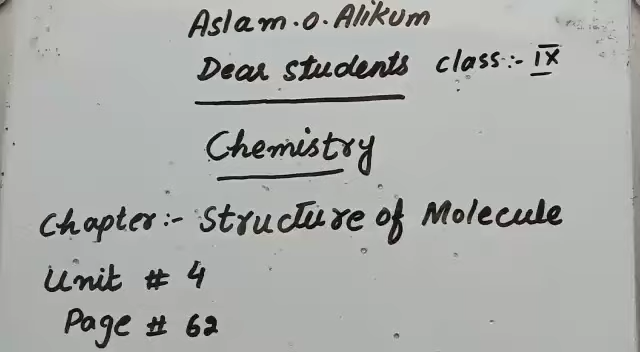 Aslam.o.Alikum
Dear students class:- IX
Chemistry
Chapter:- Structure of Molecule
Unit # 4
Page # 62